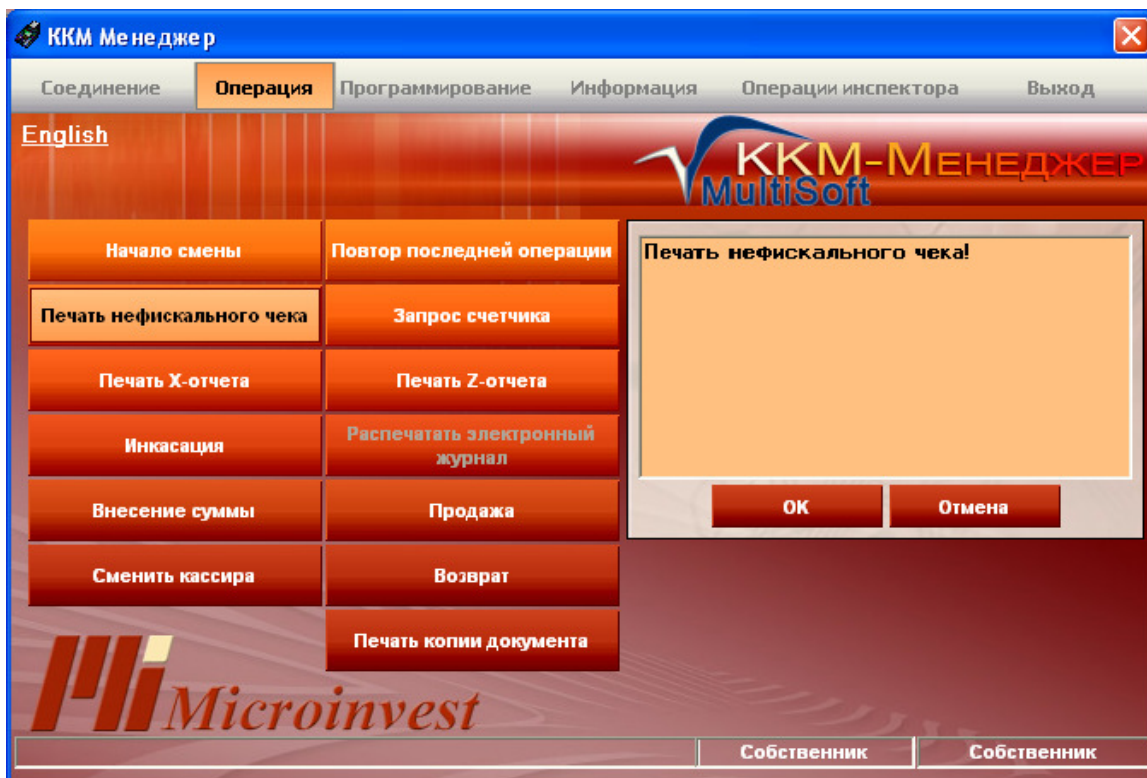 ККМ Менеджер
Соединение Операция Программирование Информация Операции инспектора Выход
English
ККМ-МЕНЕДЖЕР
MultiSoft
Начало смены Повтор последней операции
Печать нефискального чека!
Печать нефискального чека Запрос счетчика
Печать X-отчета Печать Z-отчета
Инкасация Распечатать электронный
журнал
Внесение суммы Продажа
OK Отмена
Сменить кассира Возврат
Печать копии документа
Microinvest
Собственник Собственник